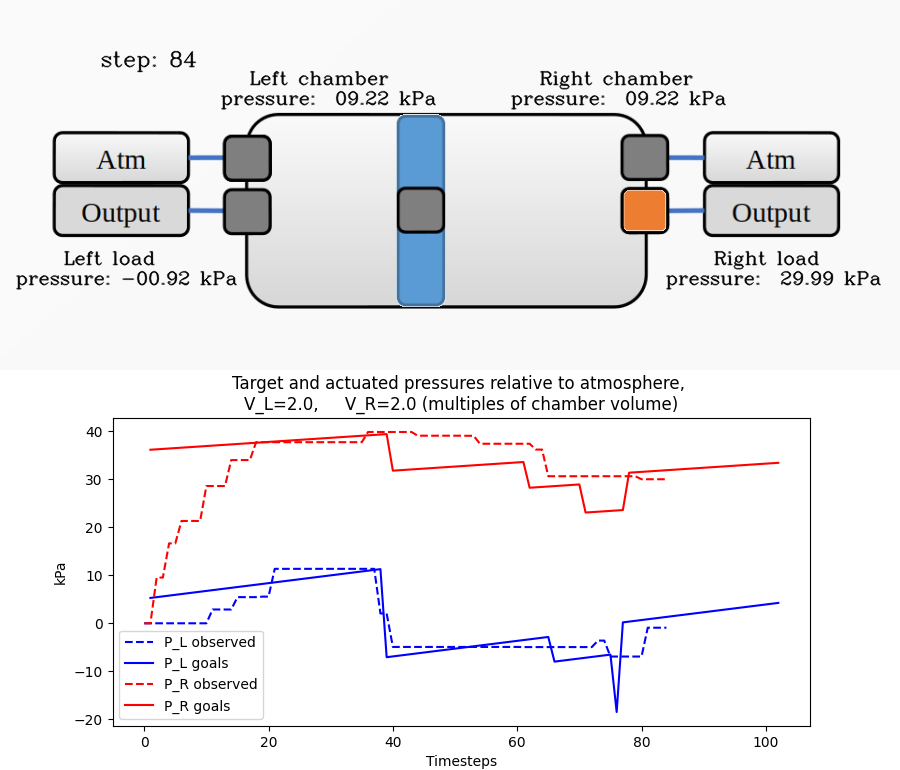 step: 84
Left chamber
pressure:  09.22 kPa
Right chamber
pressure:  09.22 kPa
Atm
Output
Atm
Output
Left load
pressure: -00.92 kPa
Right load
pressure:  29.99 kPa
Target and actuated pressures relative to atmosphere,
V_L=2.0,     V_R=2.0 (multiples of chamber volume)
40
30
20
10
0
−10
−20
kPa
P_L observed
P_L goals
P_R observed
P_R goals
0 20 40 60 80 100
Timesteps